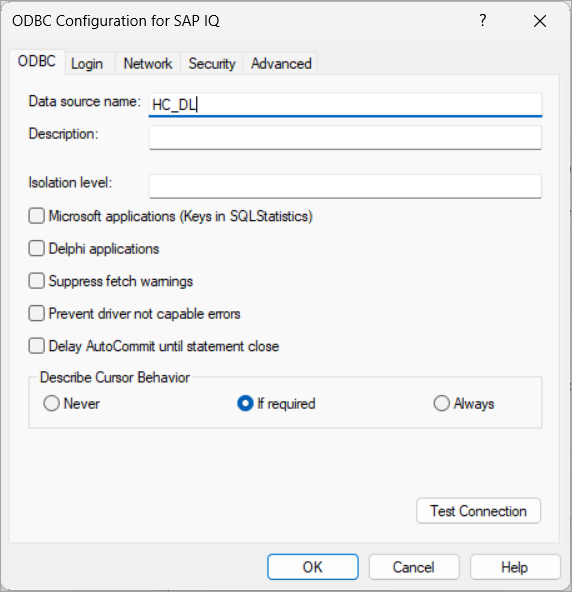 ODBC Configuration for SAP IQ ?
ODBC Login Network Security Advanced
Data source name: HC_DL
Description:
Isolation level:
Microsoft applications (Keys in SQLStatistics)
Delphi applications
Suppress fetch warnings
Prevent driver not capable errors
Delay AutoCommit until statement close
Describe Cursor Behavior
Never If required Always
Test Connection
OK Cancel Help